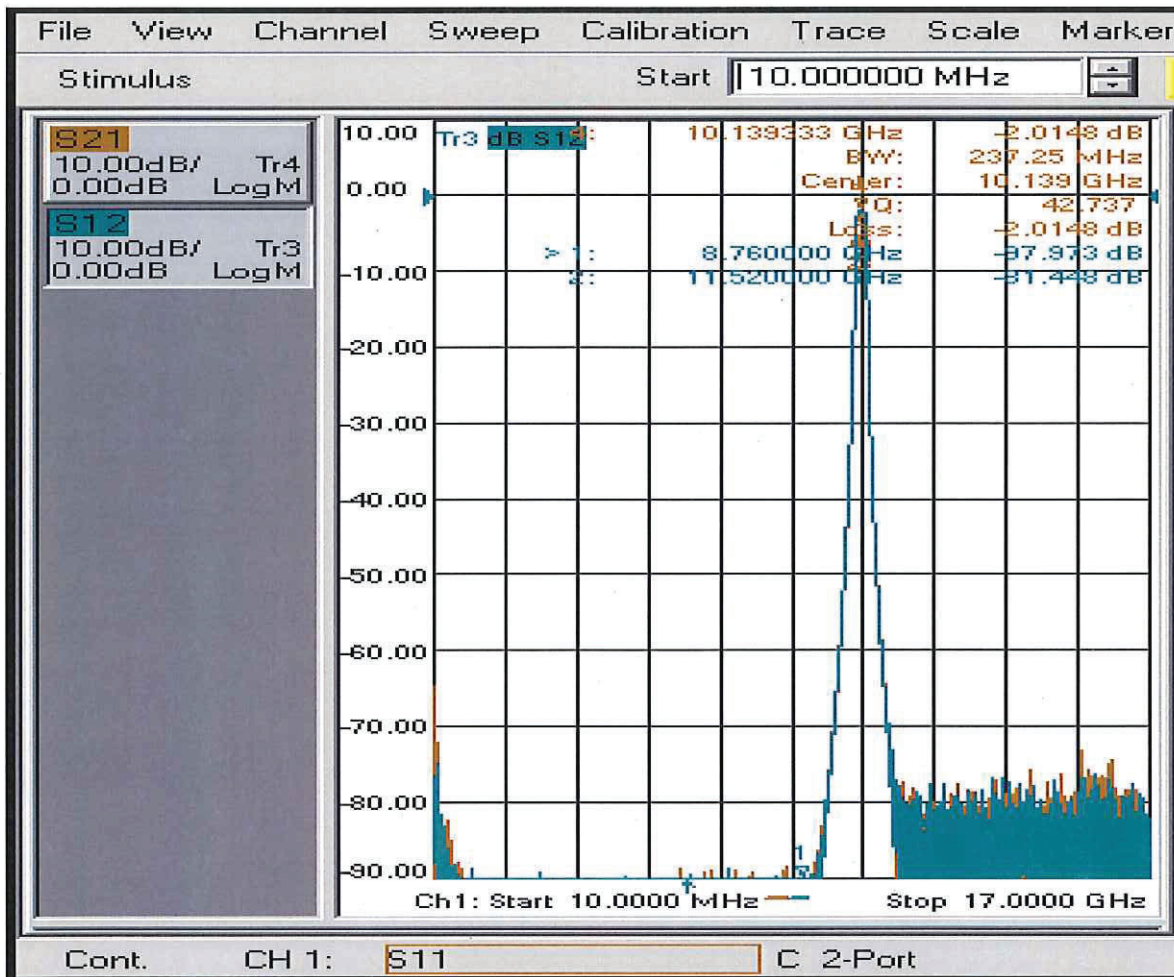 File View Channel Sweep Calibration Trace Scale Marker
Stimulus Start 10.000000 MHz
S21
10.00dB/ Tr4
0.00dB LogM
S12
10.00dB/ Tr3
0.00dB LogM
Tr3 dB S12
10.139333 GHz -2.0148 dB
BW: 237.25 MHz
Center: 10.139 GHz
Q: 42.737
Loss: -2.0148 dB
> 1: 8.760000 GHz -97.973 dB
2: 11.520000 GHz -81.448 dB
10.00
0.00
-10.00
-20.00
-30.00
-40.00
-50.00
-60.00
-70.00
-80.00
-90.00
1
Ch1: Start 10.0000 MHz
Stop 17.0000 GHz
Cont. CH 1: S11 C 2-Port